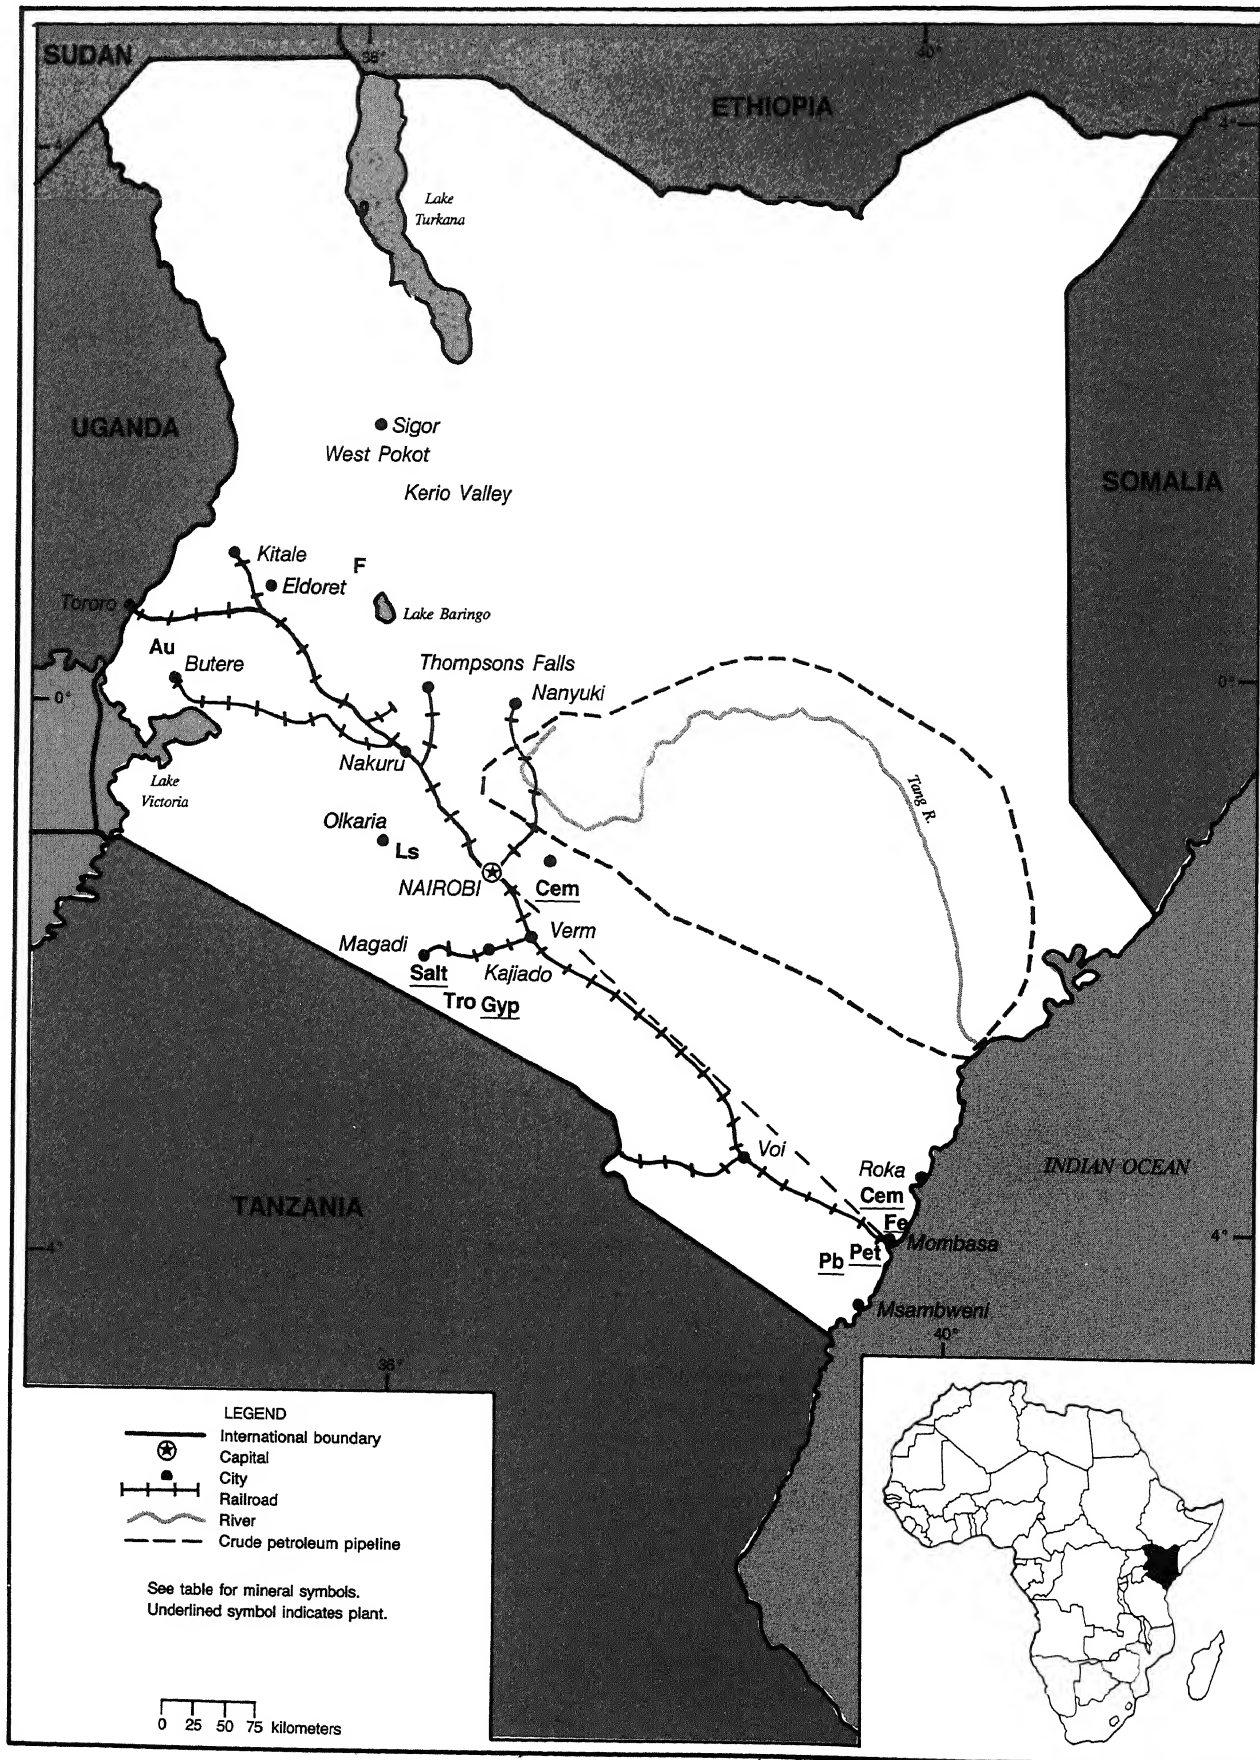 SUDAN
36°
40°
ETHIOPIA
4°
4°
Lake
Turkana
UGANDA
Sigor
West Pokot
Kerio Valley
SOMALIA
Kitale
F
Eldoret
Tororo
Lake Baringo
Au
Butere
Thompsons Falls
Nanyuki
0°
0°
Nakuru
Lake
Victoria
Tang R.
Olkaria
Ls
NAIROBI
Cem
Verm
Magadi
Salt
Kajiado
Tro
Gyp
Voi
Roka
INDIAN OCEAN
Cem
TANZANIA
Fe
4°
4°
Mombasa
Pb
Pet
Msambweni
40°
36°
LEGEND
International boundary
Capital
City
Railroad
River
Crude petroleum pipeline
See table for mineral symbols.
Underlined symbol indicates plant.
0 25 50 75 kilometers